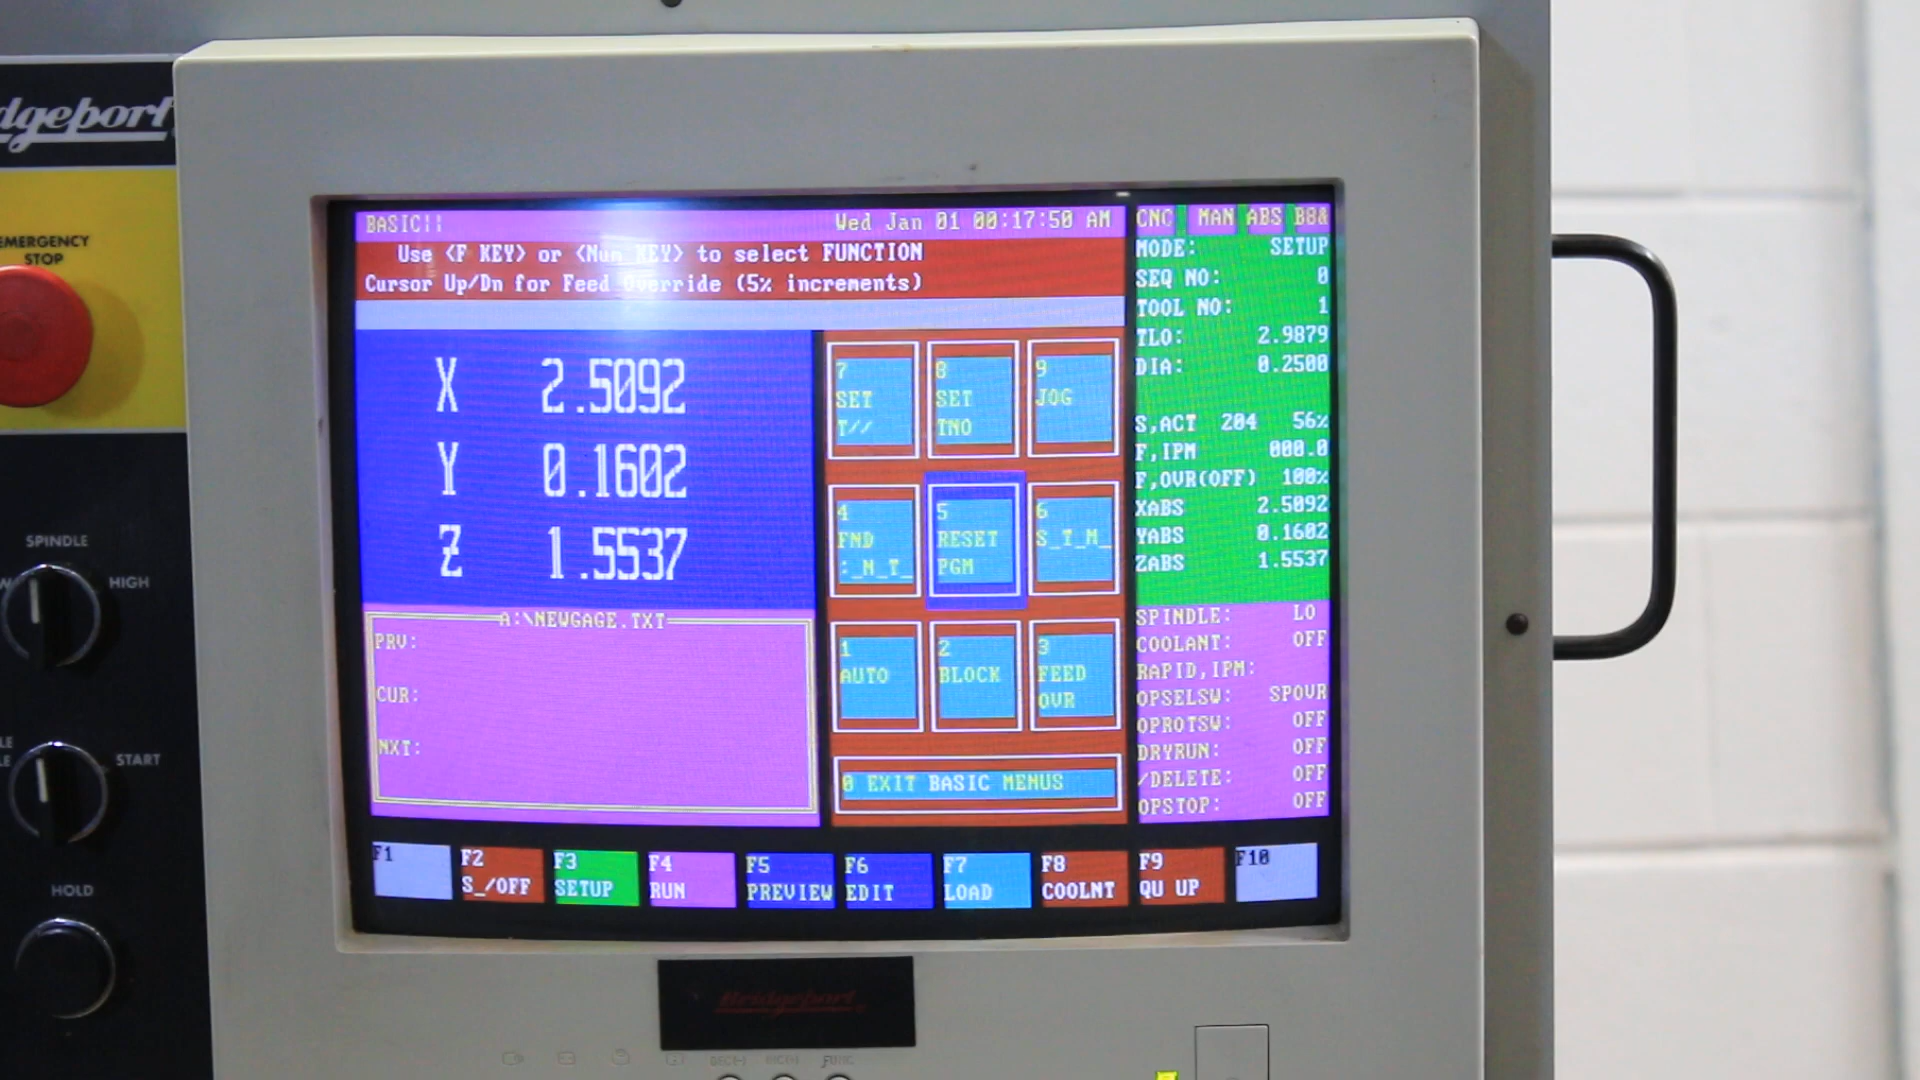 EMERGENCY
STOP
SPINDLE
HIGH
START
HOLD
BASIC
Wed Jan 01 00:17:50 AM
Use <F KEY> or <Num KEY> to select FUNCTION
Cursor Up/Dn for Feed Override (5% increments)
X 2.5092
Y 0.1602
Z 1.5537
A:\NEWGAGE.TXT
PRV:
CUR:
NXT:
7
SET
T//
8
SET
TNO
9
JOG
4
FND
:_N_T_
5
RESET
PGM
6
S_T_M_
1
AUTO
2
BLOCK
3
FEED
OVR
0 EXIT BASIC MENUS
CNC MAN ABS
MODE: SETUP
SEQ NO: 0
TOOL NO: 1
TLO: 2.9879
DIA: 0.2500
S,ACT 204 56%
F,IPM 000.0
F,OVR(OFF) 100%
XABS 2.5092
YABS 0.1602
ZABS 1.5537
SPINDLE: LO
COOLANT: OFF
RAPID,IPM:
OPSELSW: SPOVR
OPROTSW: OFF
DRYRUN: OFF
/DELETE: OFF
OPSTOP: OFF
F1
F2
S_/OFF
F3
SETUP
F4
RUN
F5
PREVIEW
F6
EDIT
F7
LOAD
F8
COOLNT
F9
QU UP
F10
Bridgeport
FUNC